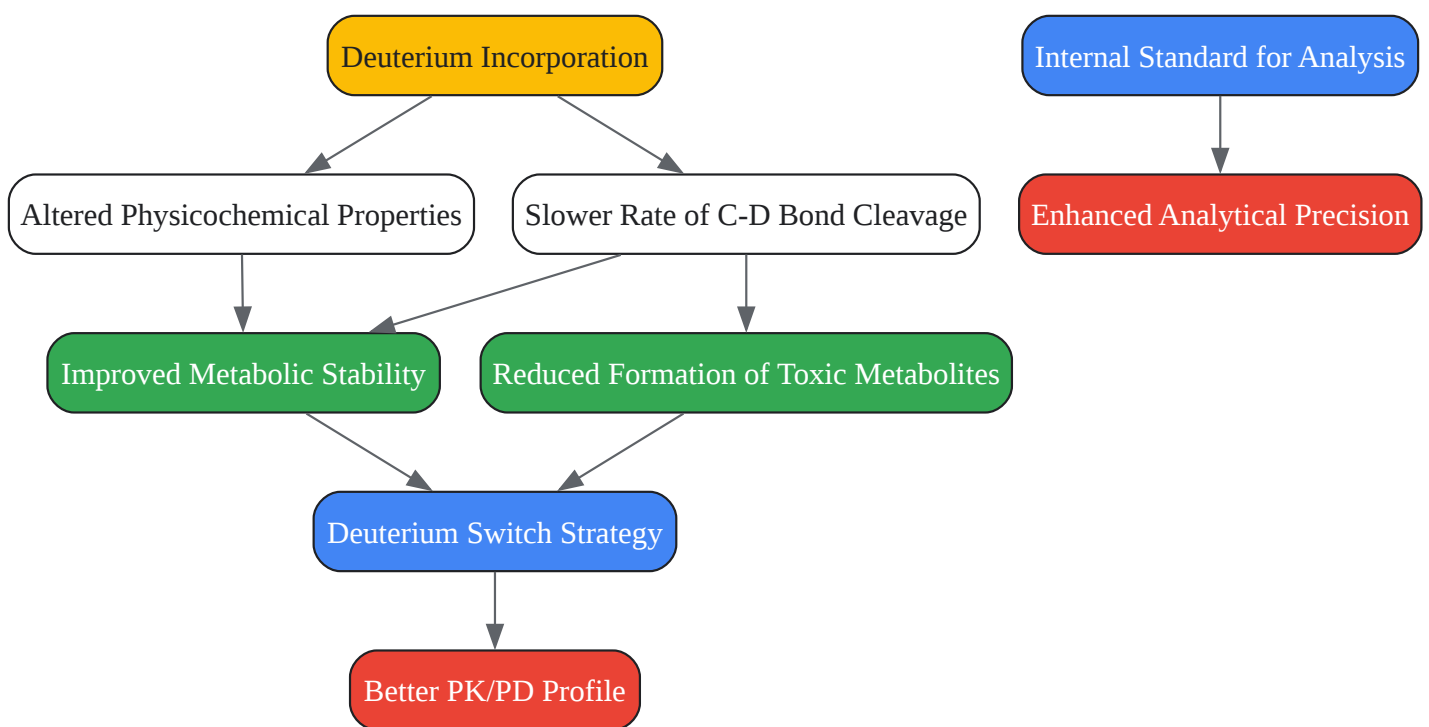 Deuterium Incorporation
Internal Standard for Analysis
Altered Physicochemical Properties
Slower Rate of C-D Bond Cleavage
Enhanced Analytical Precision
Improved Metabolic Stability
Reduced Formation of Toxic Metabolites
Deuterium Switch Strategy
Better PK/PD Profile